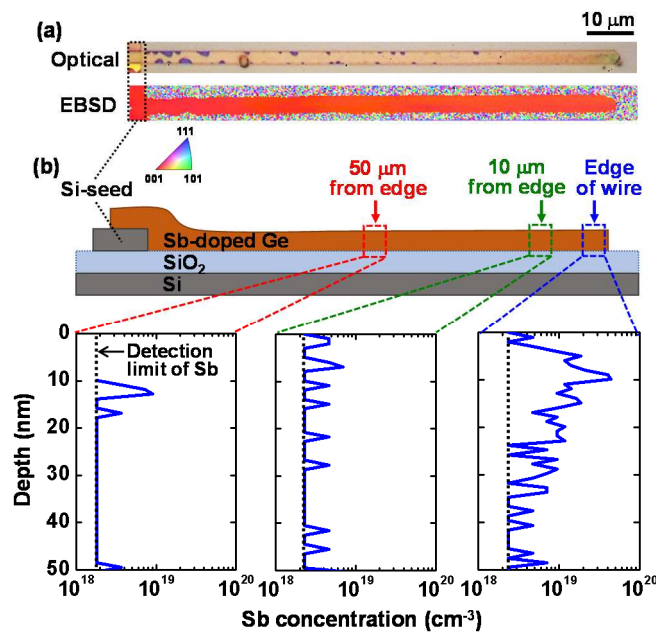 (a)
10 μm
Optical
EBSD
111
001 101
Si-seed
(b)
50 μm
from edge
10 μm
from edge
Edge
of wire
Sb-doped Ge
SiO₂
Si
Depth (nm)
0
10
20
30
40
50
Detection
limit of Sb
10¹⁸ 10¹⁹ 10²⁰
10¹⁸ 10¹⁹ 10²⁰
10¹⁸ 10¹⁹ 10²⁰
Sb concentration (cm⁻³)